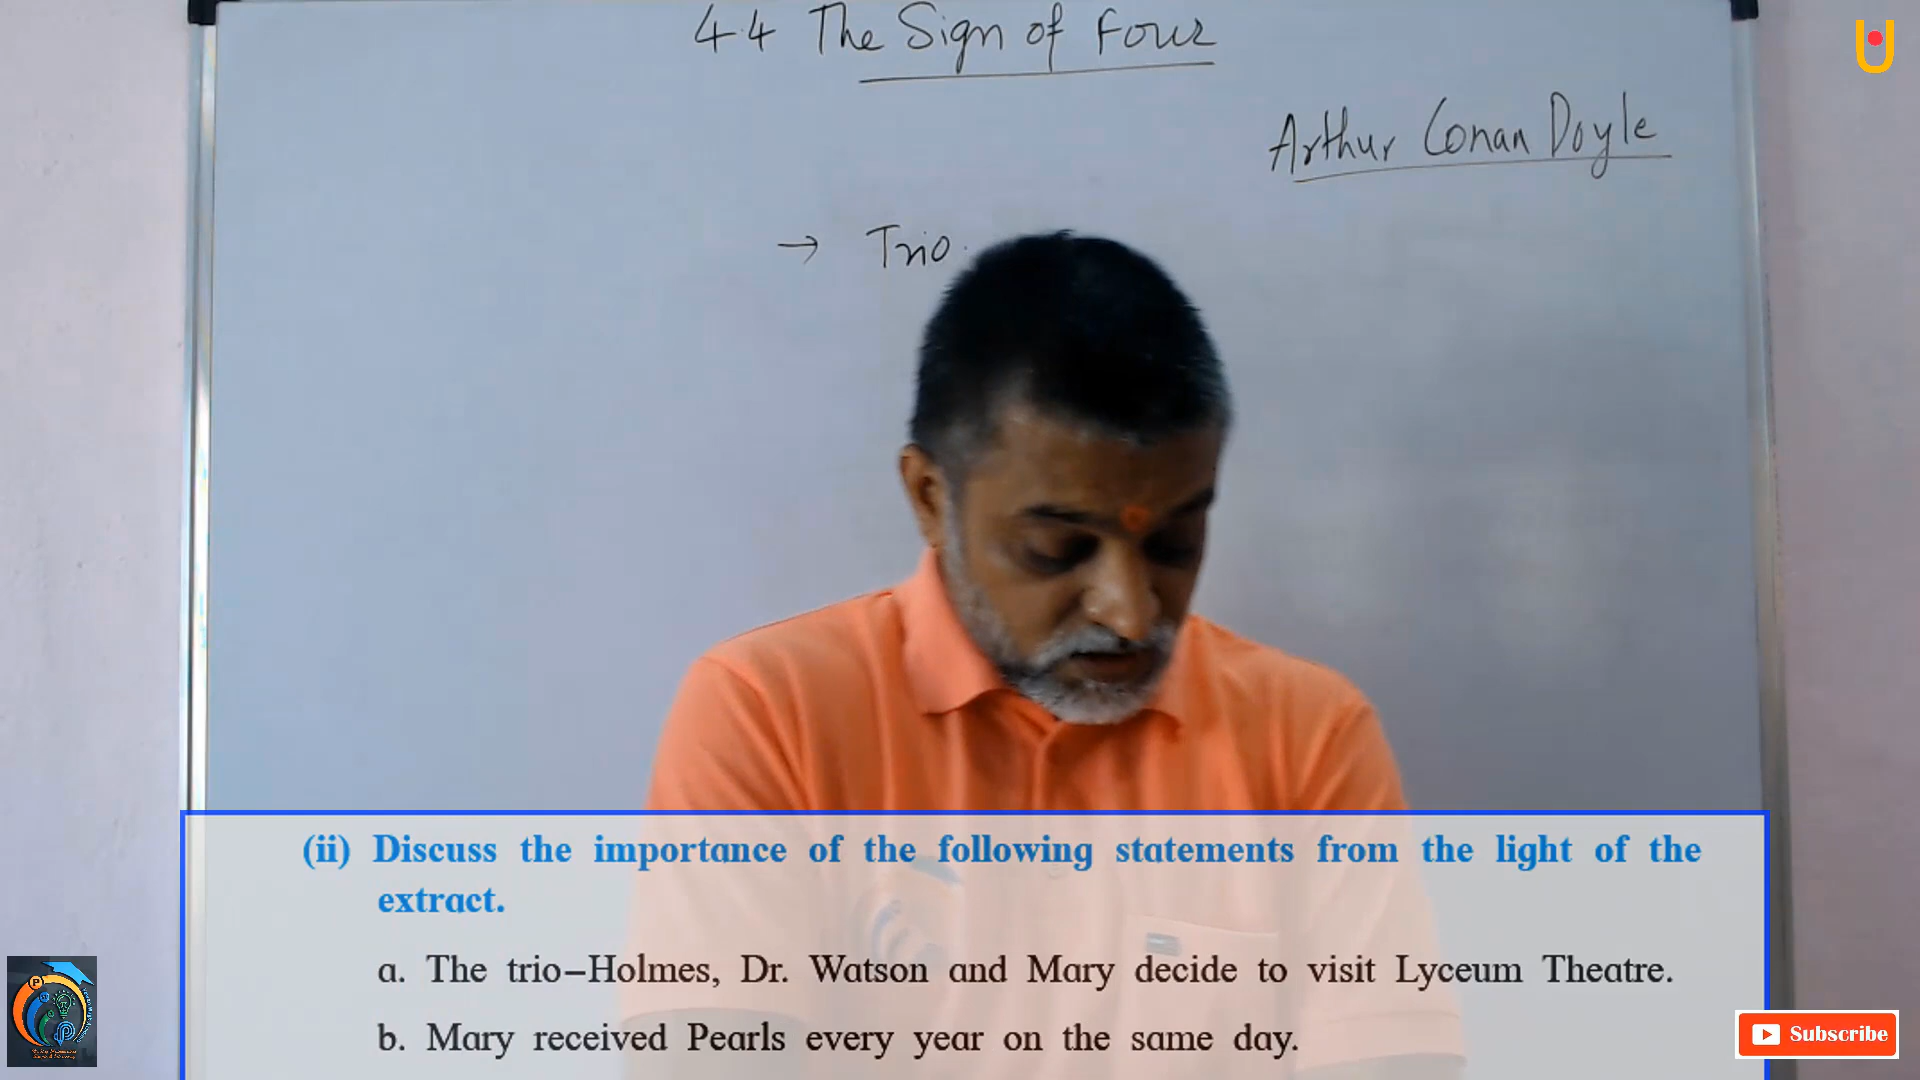 4.4 The Sign of Four
Arthur Conan Doyle
→ Trio.
(ii) Discuss the importance of the following statements from the light of the
extract.
a. The trio–Holmes, Dr. Watson and Mary decide to visit Lyceum Theatre.
b. Mary received Pearls every year on the same day.
Subscribe